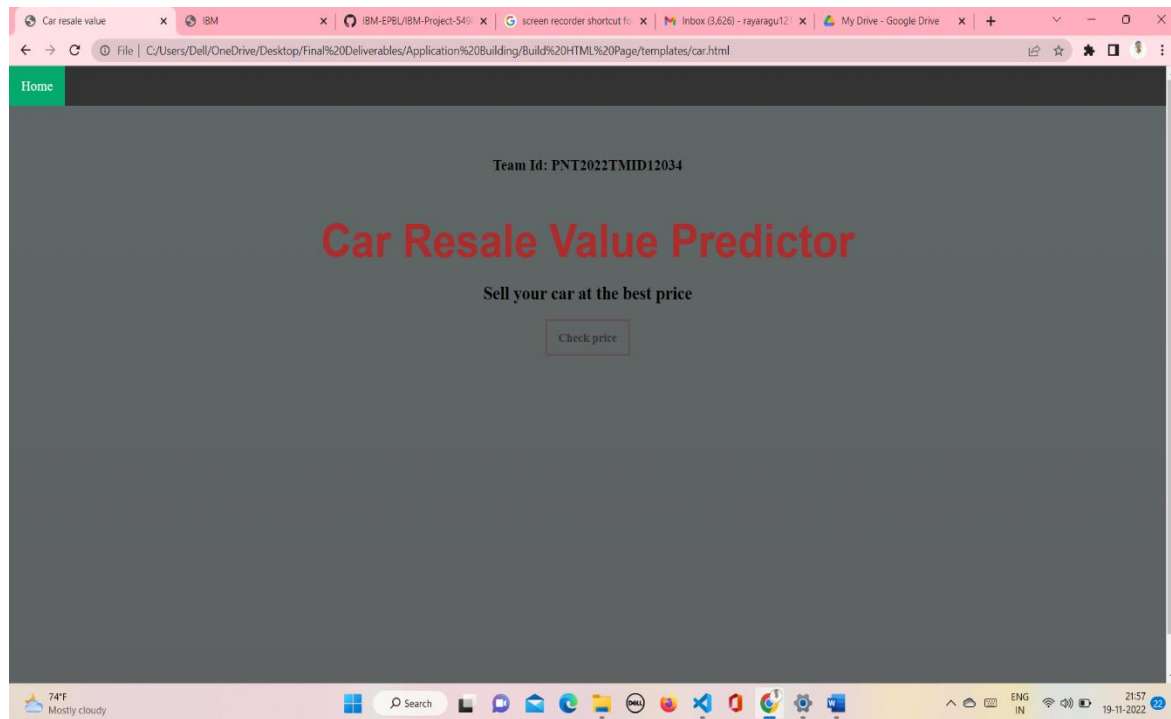 Car resale value
IBM
IBM-EPBL/IBM-Project-549
screen recorder shortcut fo
Inbox (3,626) - rayaragu121
My Drive - Google Drive
File | C:/Users/Dell/OneDrive/Desktop/Final%20Deliverables/Application%20Building/Build%20HTML%20Page/templates/car.html
Home
Team Id: PNT2022TMID12034
Car Resale Value Predictor
Sell your car at the best price
Check price
74°F
Mostly cloudy
Search
DELL
ENG
IN
21:57
19-11-2022
22